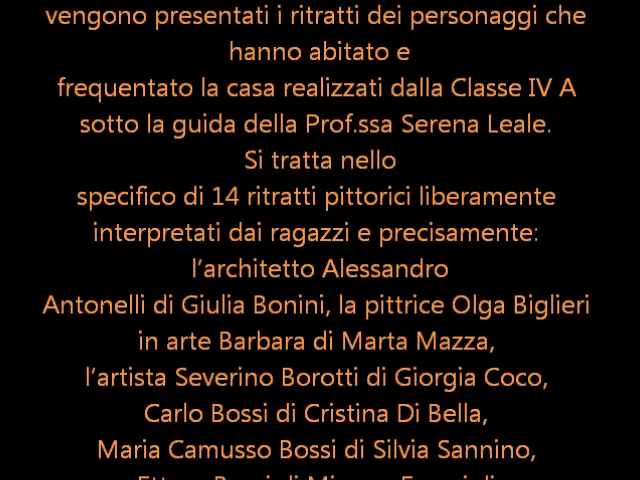 vengono presentati i ritratti dei personaggi che
hanno abitato e
frequentato la casa realizzati dalla Classe IV A
sotto la guida della Prof.ssa Serena Leale.
Si tratta nello
specifico di 14 ritratti pittorici liberamente
interpretati dai ragazzi e precisamente:
l’architetto Alessandro
Antonelli di Giulia Bonini, la pittrice Olga Biglieri
in arte Barbara di Marta Mazza,
l’artista Severino Borotti di Giorgia Coco,
Carlo Bossi di Cristina Di Bella,
Maria Camusso Bossi di Silvia Sannino,